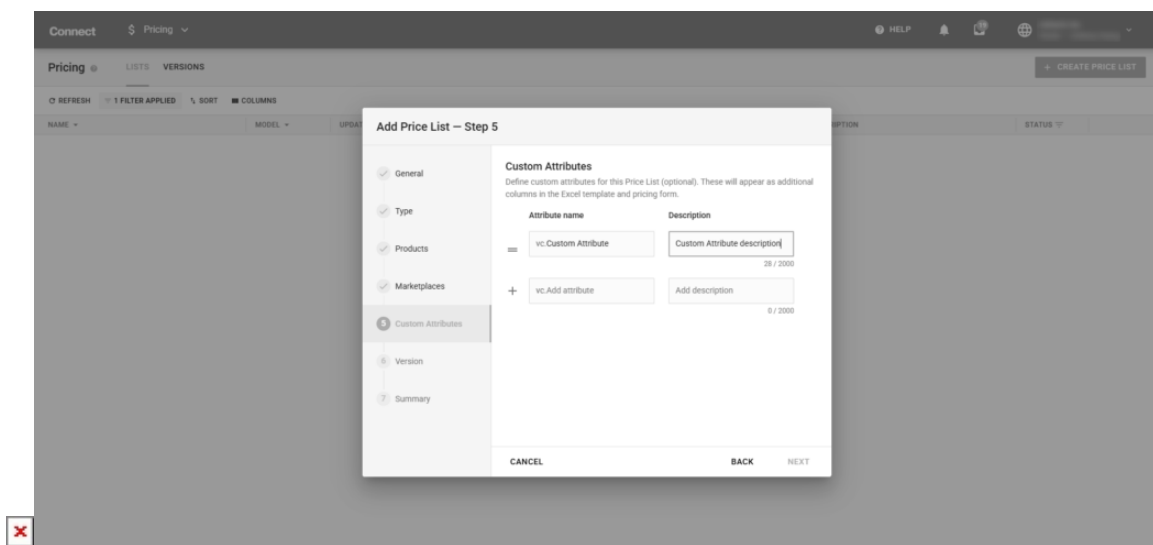 Connect $ Pricing HELP
Pricing LISTS VERSIONS + CREATE PRICE LIST
REFRESH 1 FILTER APPLIED SORT COLUMNS
NAME MODEL UPDAT IPTION STATUS
Add Price List — Step 5
General
Type
Products
Marketplaces
5 Custom Attributes
6 Version
7 Summary
Custom Attributes
Define custom attributes for this Price List (optional). These will appear as additional
columns in the Excel template and pricing form.
Attribute name Description
vc.Custom Attribute Custom Attribute description
28 / 2000
+ vc.Add attribute Add description
0 / 2000
CANCEL BACK NEXT